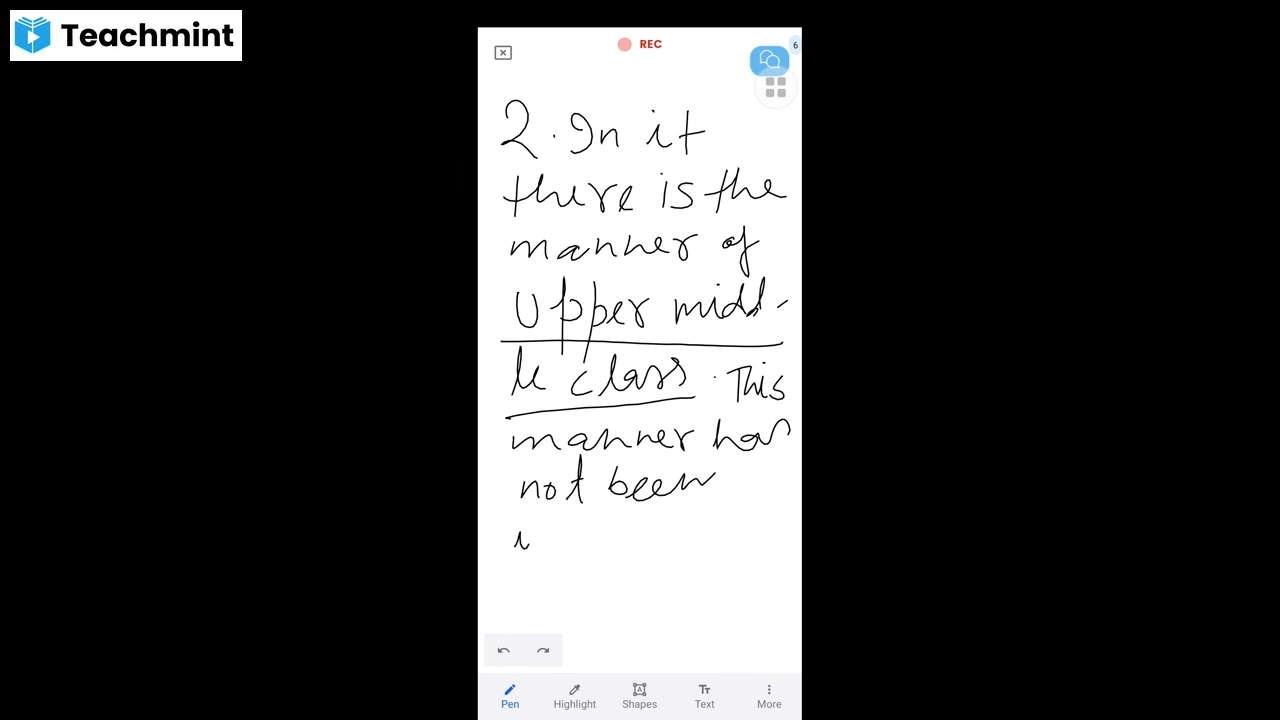 Teachmint
REC
6
2. In it
there is the
manner of
Upper midd-
le class. This
manner has
not been
Pen Highlight Shapes Text More